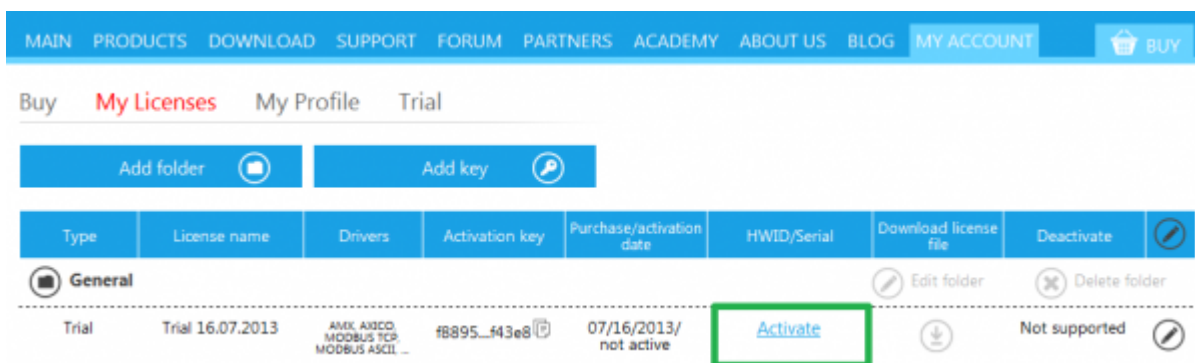 MAIN PRODUCTS DOWNLOAD SUPPORT FORUM PARTNERS ACADEMY ABOUT US BLOG MY ACCOUNT BUY
Buy My Licenses My Profile Trial
Add folder Add key
Type License name Drivers Activation key Purchase/activation date HWID/Serial Download license file Deactivate
General Edit folder Delete folder
Trial Trial 16.07.2013 AMX, AXICO, MODBUS TCP, MODBUS ASCII, ... f8895...f43e8 07/16/2013/ not active Activate Not supported